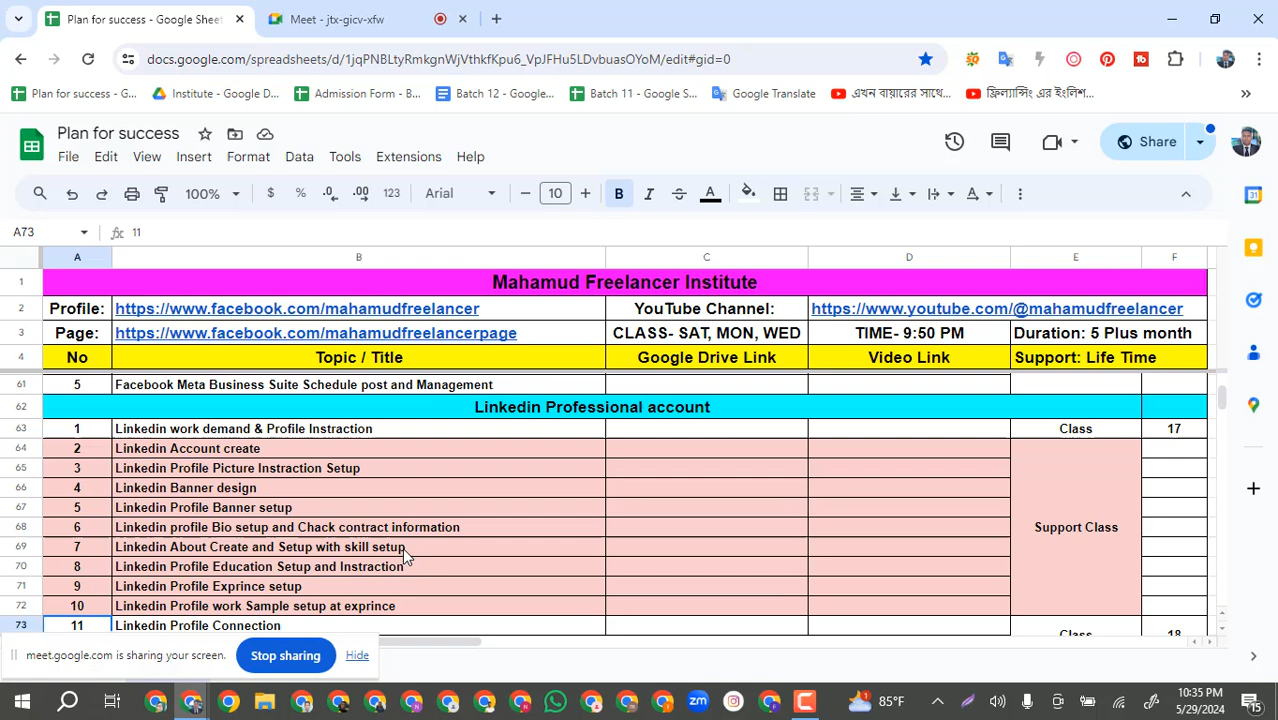 Plan for success - Google Sheet
Meet - jtx-gicv-xfw
docs.google.com/spreadsheets/d/1jqPNBLtyRmkgnWjVthkfKpu6_VpJFHu5LDvbuasOYoM/edit#gid=0
Plan for success - G...
Institute - Google D...
Admission Form - B...
Batch 12 - Google...
Batch 11 - Google S...
Google Translate
এখন বায়ারের সাথে...
ফ্রিল্যান্সিং এর ইংলিশ...
Plan for success
Share
File Edit View Insert Format Data Tools Extensions Help
100% $ % .0 .00 123 Arial 10 B I A
A73 fx 11
A B C D E F
1 Mahamud Freelancer Institute
2 Profile: https://www.facebook.com/mahamudfreelancer YouTube Channel: https://www.youtube.com/@mahamudfreelancer
3 Page: https://www.facebook.com/mahamudfreelancerpage CLASS- SAT, MON, WED TIME- 9:50 PM Duration: 5 Plus month
4 No Topic / Title Google Drive Link Video Link Support: Life Time
61 5 Facebook Meta Business Suite Schedule post and Management
62 Linkedin Professional account
63 1 Linkedin work demand & Profile Instraction Class 17
64 2 Linkedin Account create
65 3 Linkedin Profile Picture Instraction Setup
66 4 Linkedin Banner design
67 5 Linkedin Profile Banner setup
68 6 Linkedin profile Bio setup and Chack contract information Support Class
69 7 Linkedin About Create and Setup with skill setup
70 8 Linkedin Profile Education Setup and Instraction
71 9 Linkedin Profile Exprince setup
72 10 Linkedin Profile work Sample setup at exprince
73 11 Linkedin Profile Connection
Class 18
meet.google.com is sharing your screen. Stop sharing Hide
85°F
10:35 PM
5/29/2024
15